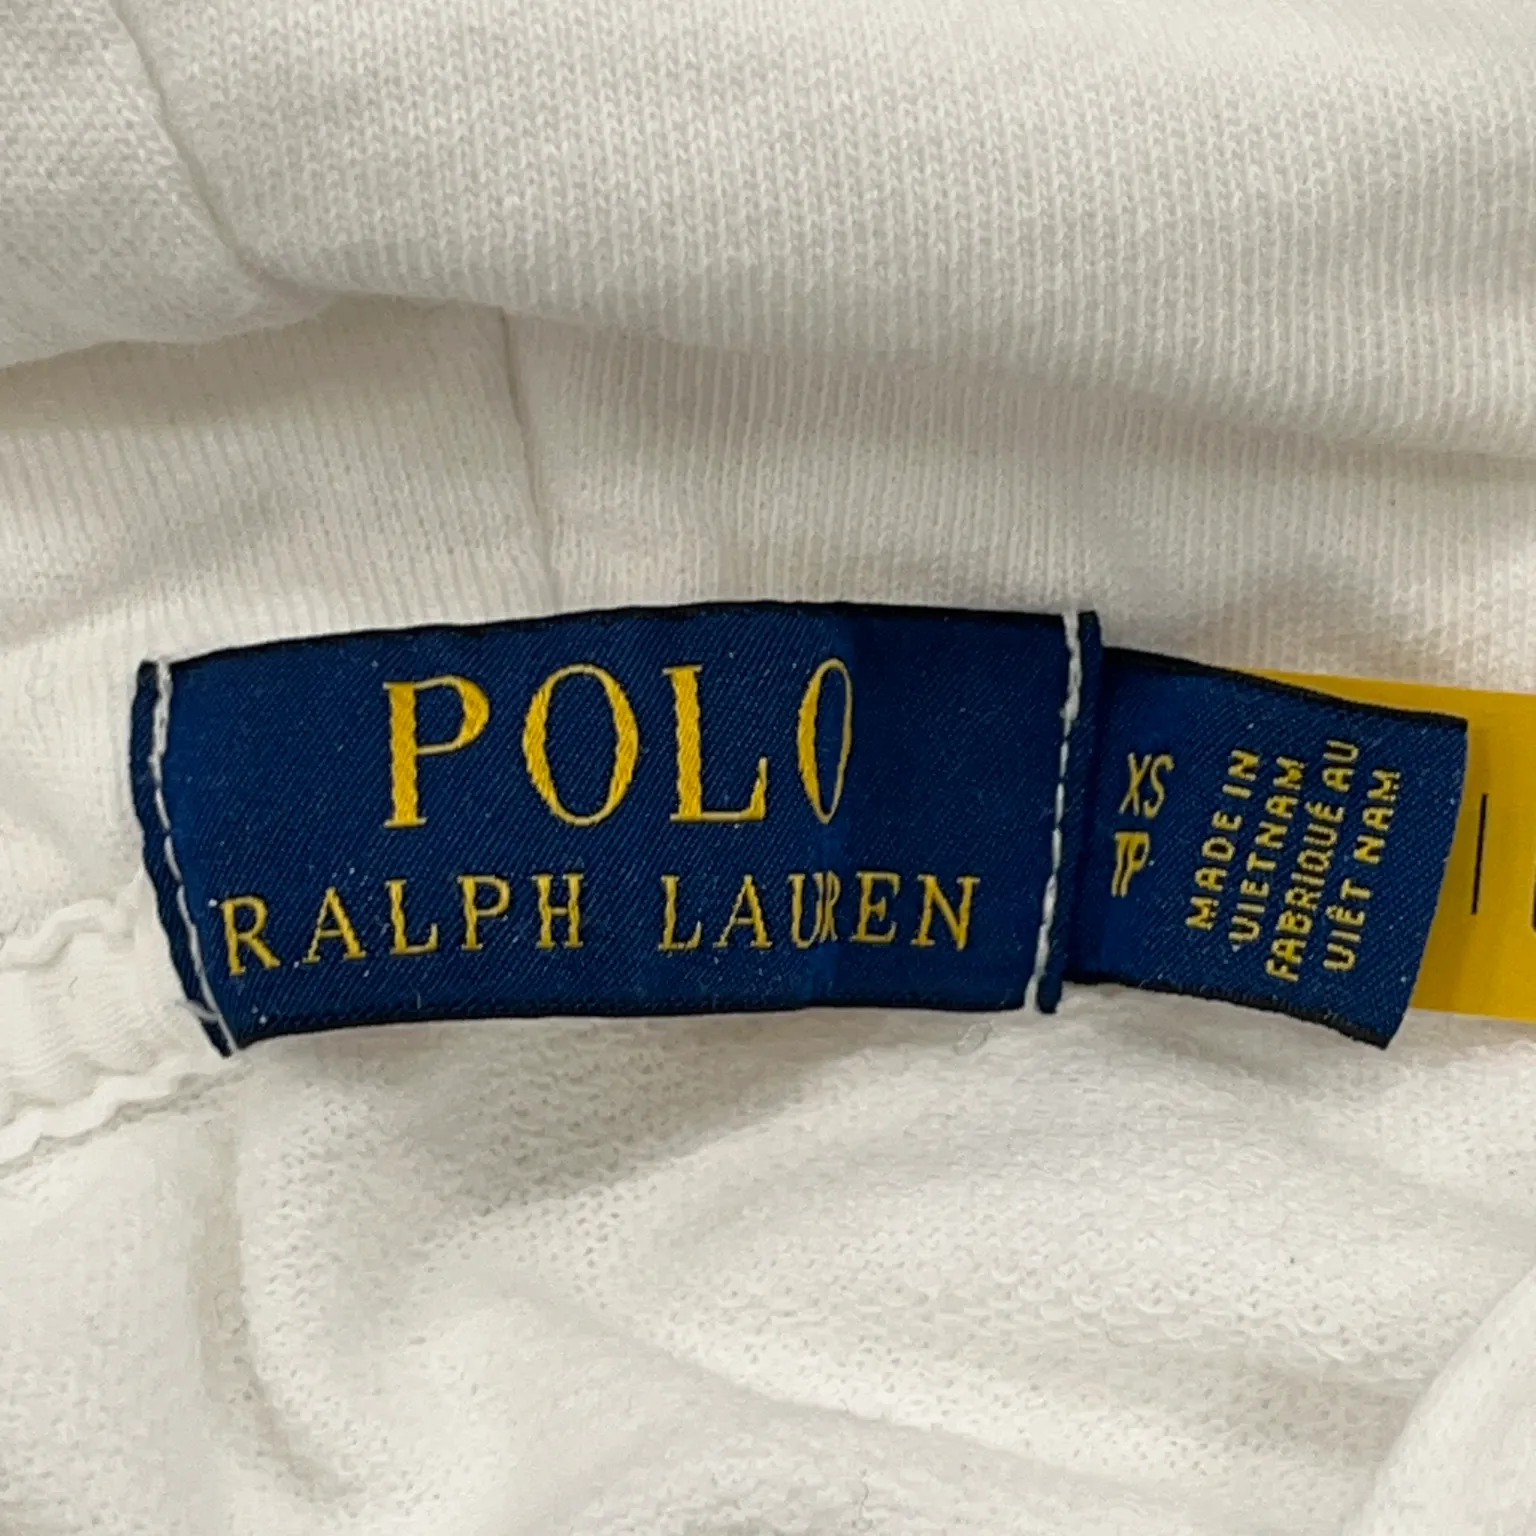 POLO
RALPH LAUREN
XS
TP
MADE IN
VIETNAM
FABRIQUÉ AU
VIÊT NAM